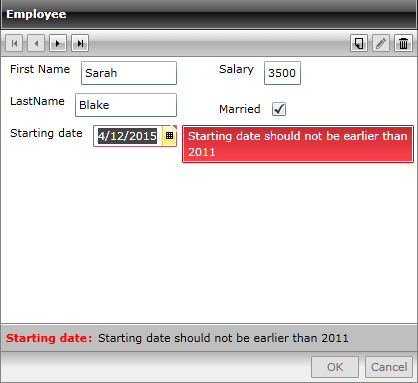 Employee
First Name Sarah Salary 3500
LastName Blake Married
Starting date 4/12/2015 Starting date should not be earlier than
2011
Starting date: Starting date should not be earlier than 2011
OK Cancel